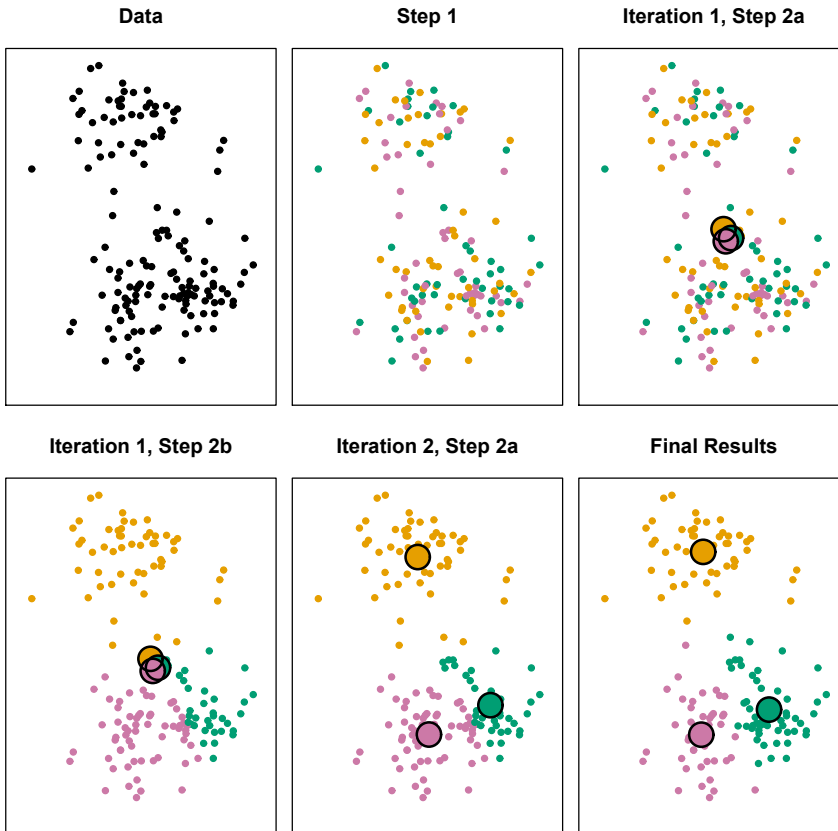 Data
Step 1
Iteration 1, Step 2a
Iteration 1, Step 2b
Iteration 2, Step 2a
Final Results